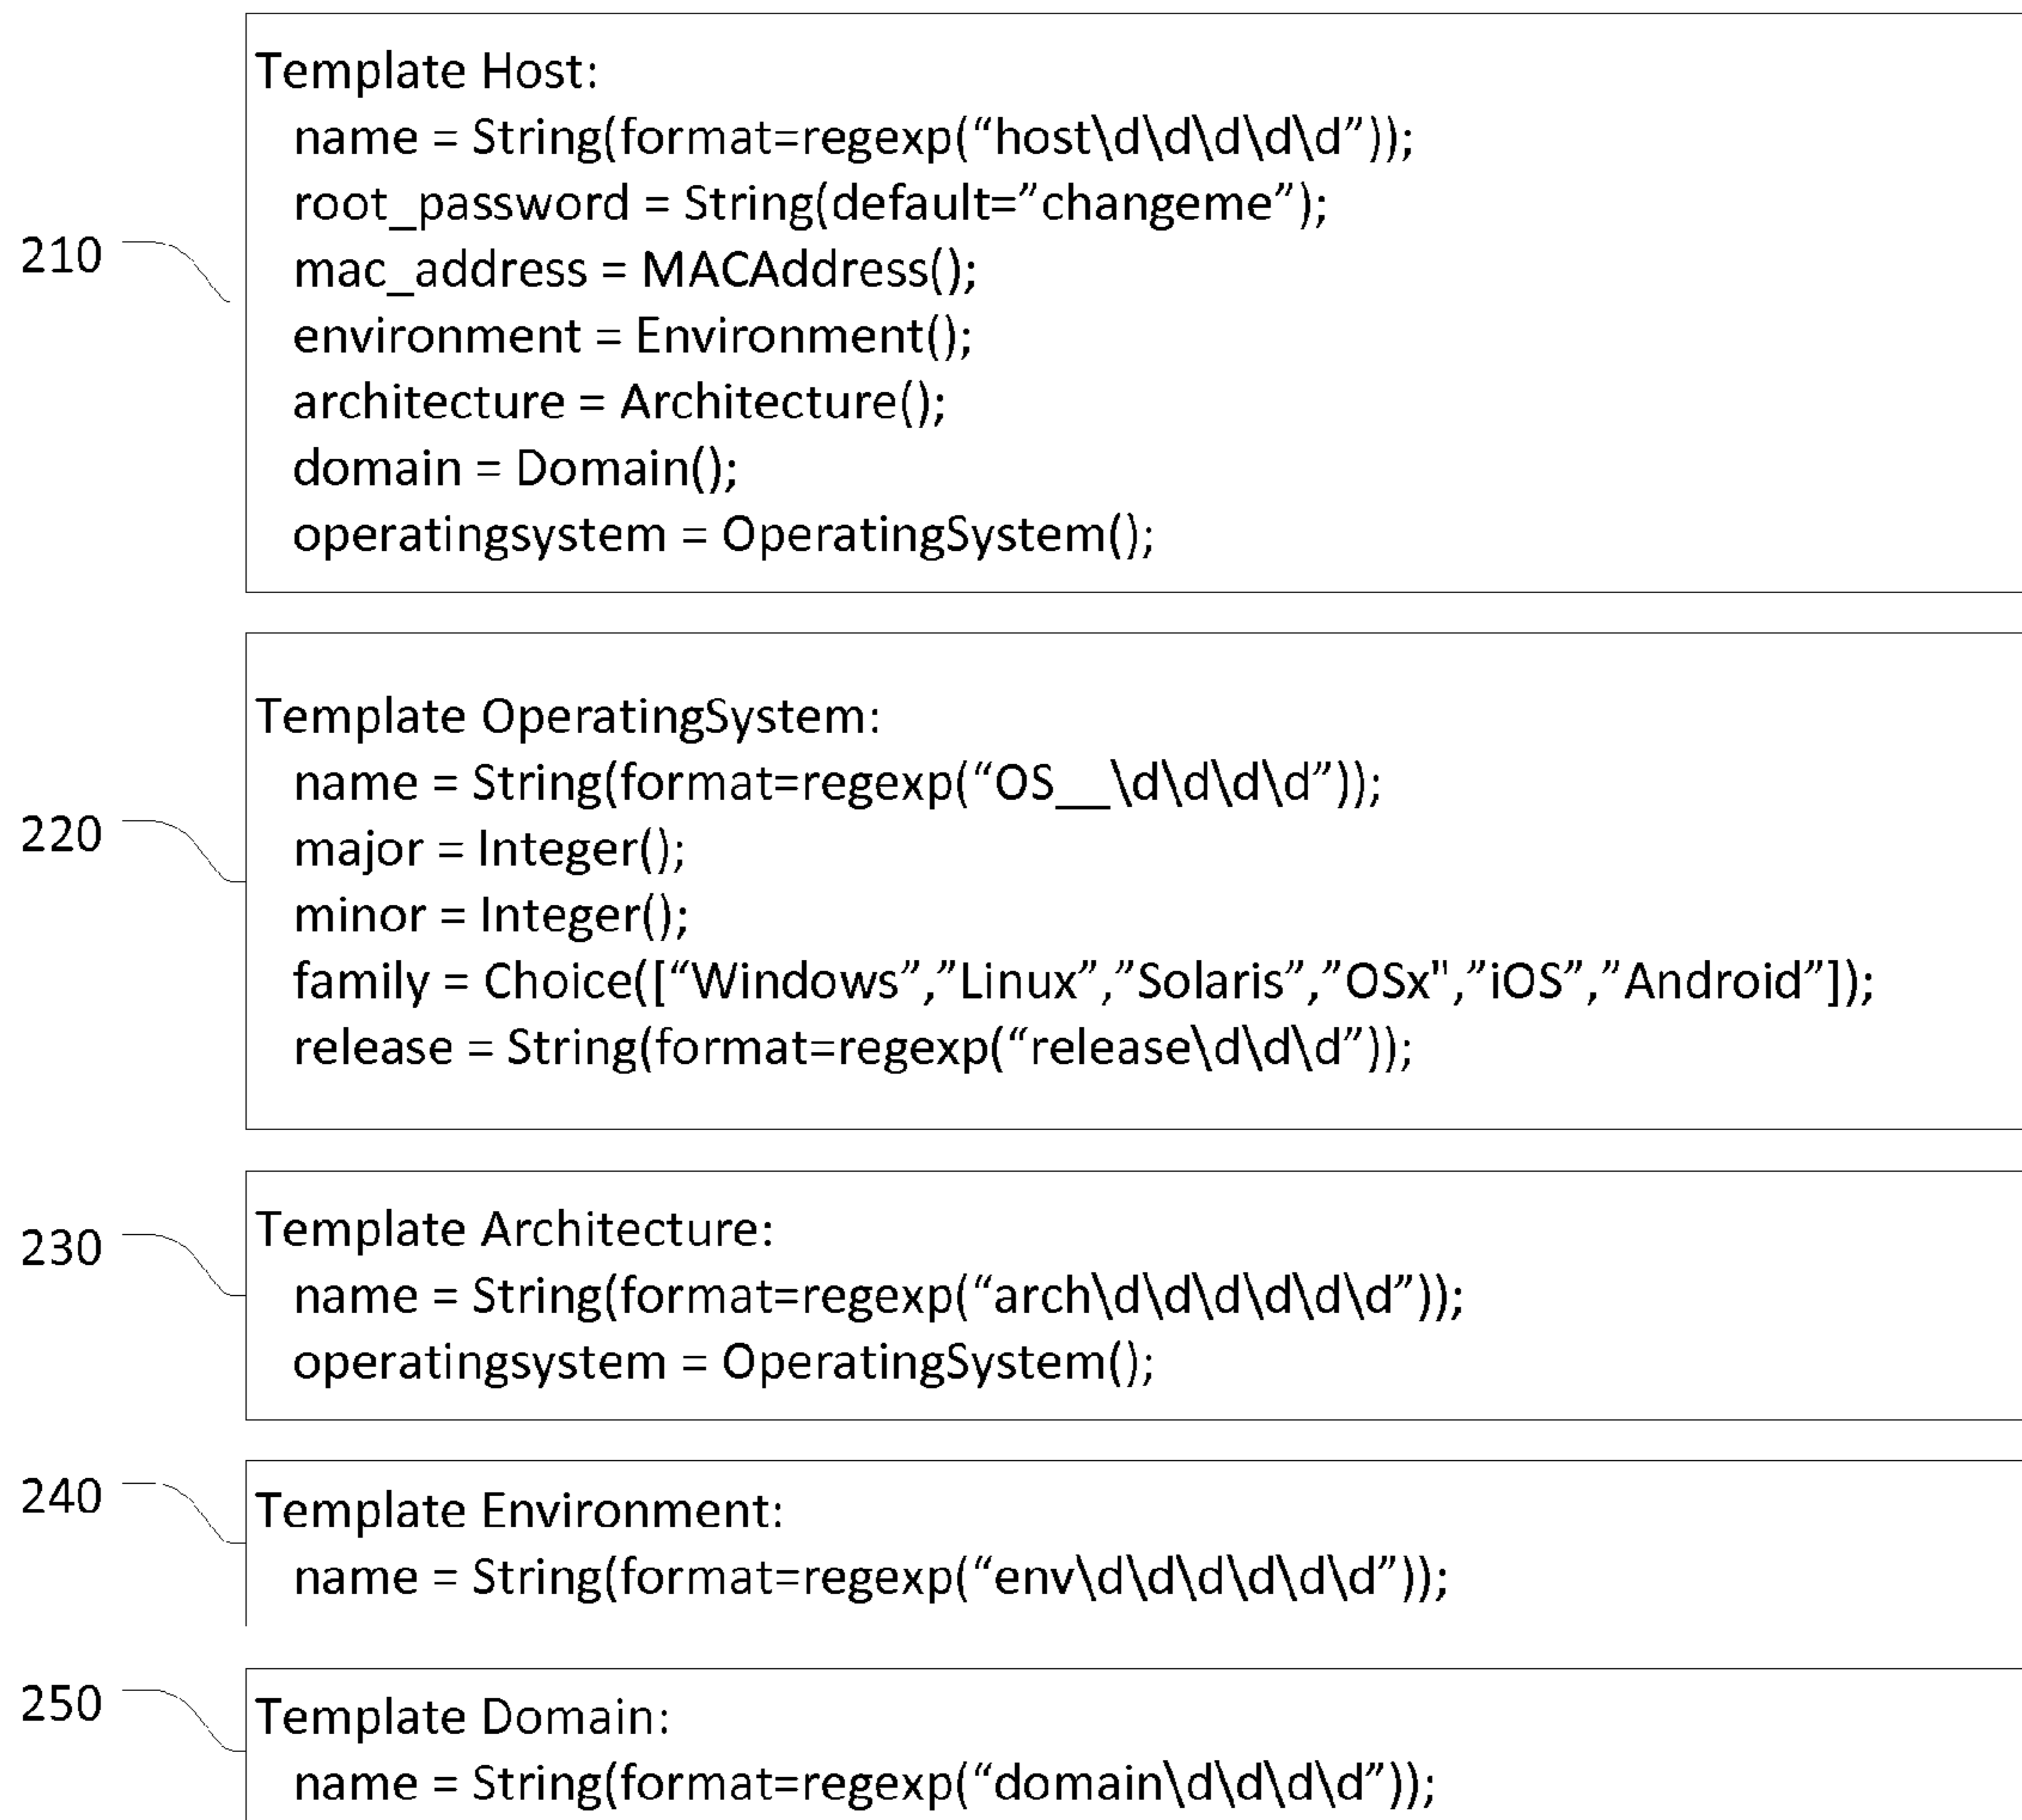 210
Template Host:
name = String(format=regexp(“host\d\d\d\d\d”));
root_password = String(default=”changeme”);
mac_address = MACAddress();
environment = Environment();
architecture = Architecture();
domain = Domain();
operatingsystem = OperatingSystem();
220
Template OperatingSystem:
name = String(format=regexp(“OS__\d\d\d\d”));
major = Integer();
minor = Integer();
family = Choice([“Windows”,”Linux”,”Solaris”,”OSx",”iOS”,”Android”]);
release = String(format=regexp(“release\d\d\d”));
230
Template Architecture:
name = String(format=regexp(“arch\d\d\d\d\d\d”));
operatingsystem = OperatingSystem();
240
Template Environment:
name = String(format=regexp(“env\d\d\d\d\d\d”));
250
Template Domain:
name = String(format=regexp(“domain\d\d\d\d”));